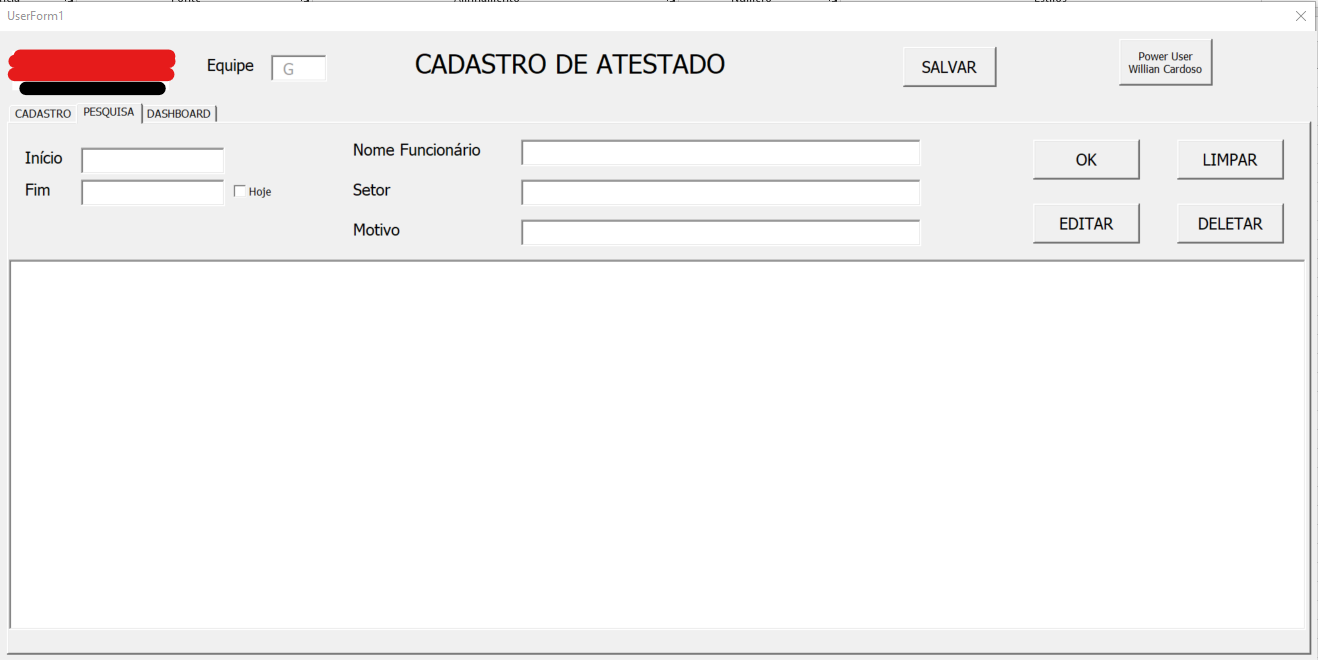 UserForm1
Equipe
G
CADASTRO DE ATESTADO
SALVAR
Power User
Willian Cardoso
CADASTRO
PESQUISA
DASHBOARD
Início
Fim
Hoje
Nome Funcionário
Setor
Motivo
OK
LIMPAR
EDITAR
DELETAR